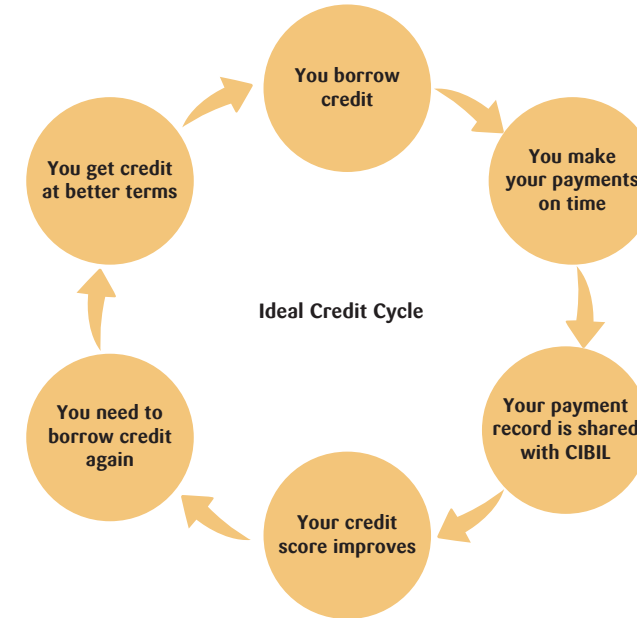 You borrow
credit
You make
your payments
on time
Your payment
record is shared
with CIBIL
Your credit
score improves
You need to
borrow credit
again
You get credit
at better terms
Ideal Credit Cycle